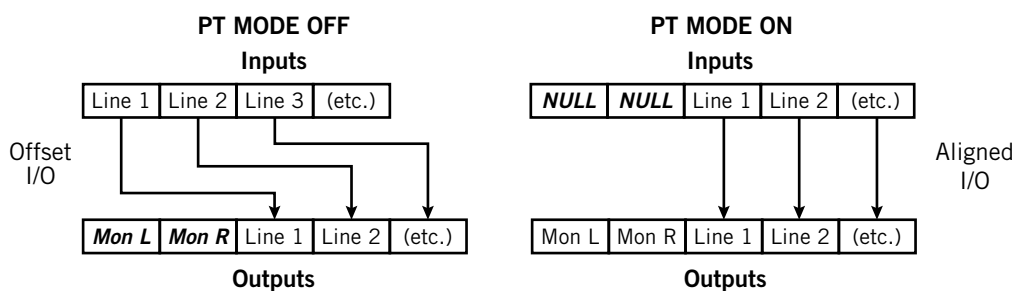 PT MODE OFF
Inputs
Line 1 Line 2 Line 3 (etc.)
Offset
I/O
Mon L Mon R Line 1 Line 2 (etc.)
Outputs
PT MODE ON
Inputs
NULL NULL Line 1 Line 2 (etc.)
Aligned
I/O
Mon L Mon R Line 1 Line 2 (etc.)
Outputs